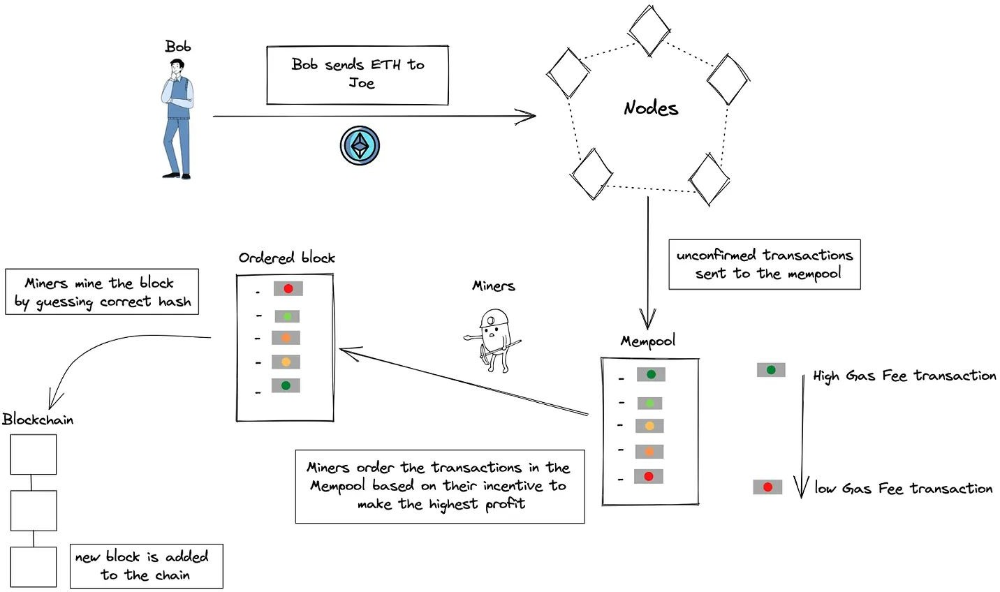 Bob
Bob sends ETH to
Joe
Nodes
unconfirmed transactions
sent to the mempool
Ordered block
Miners mine the block
by guessing correct hash
Miners
Mempool
High Gas Fee transaction
low Gas Fee transaction
Blockchain
Miners order the transactions in the
Mempool based on their incentive to
make the highest profit
new block is added
to the chain